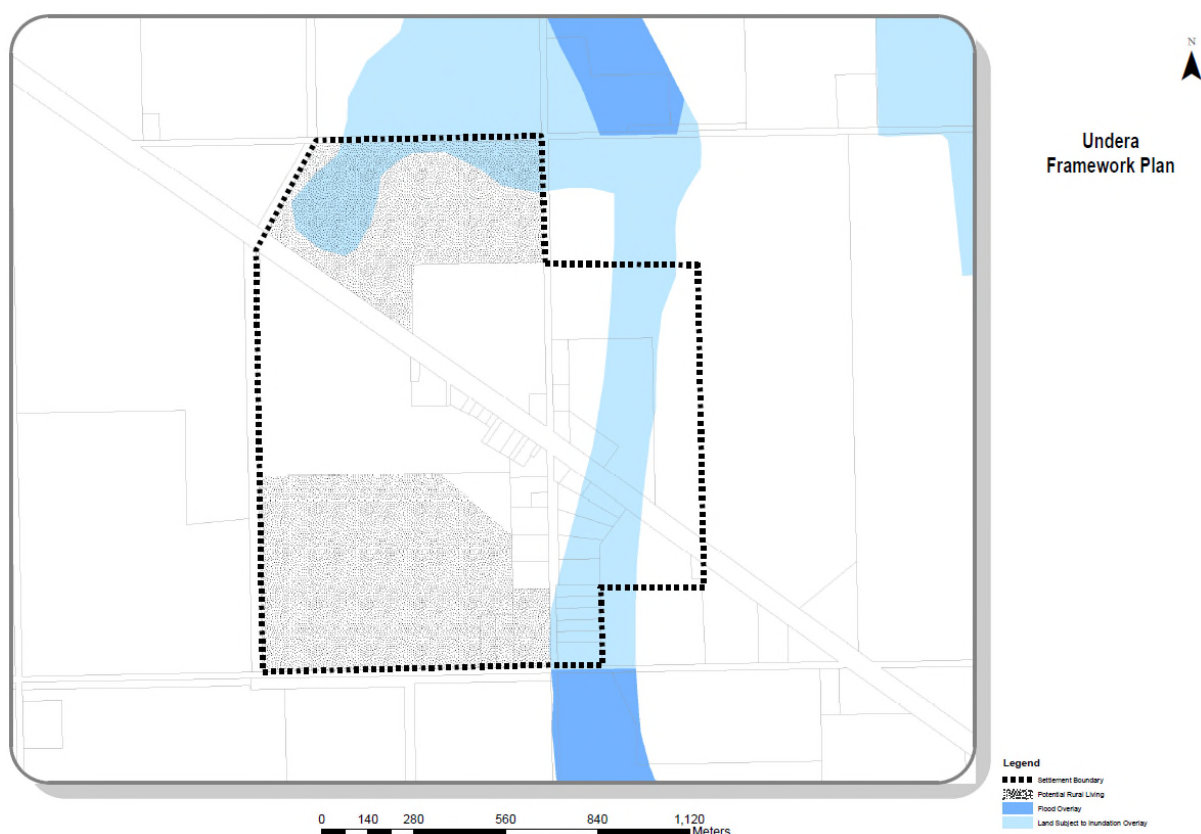 N
Undera
Framework Plan
Legend
Settlement Boundary
Potential Rural Living
Flood Overlay
Land Subject to Inundation Overlay
0 140 280 560 840 1,120
Meters